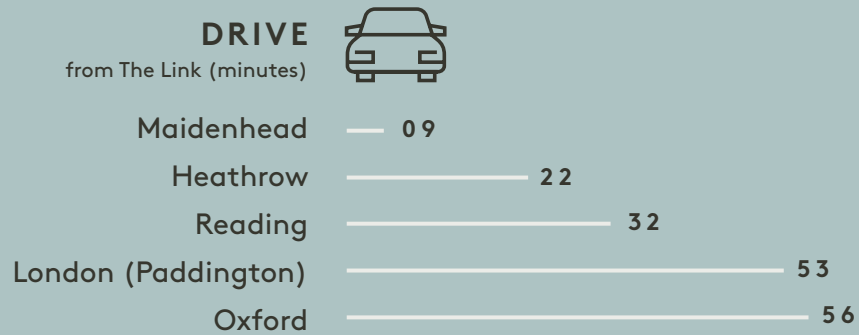 DRIVE
from The Link (minutes)
Maidenhead 09
Heathrow 22
Reading 32
London (Paddington) 53
Oxford 56